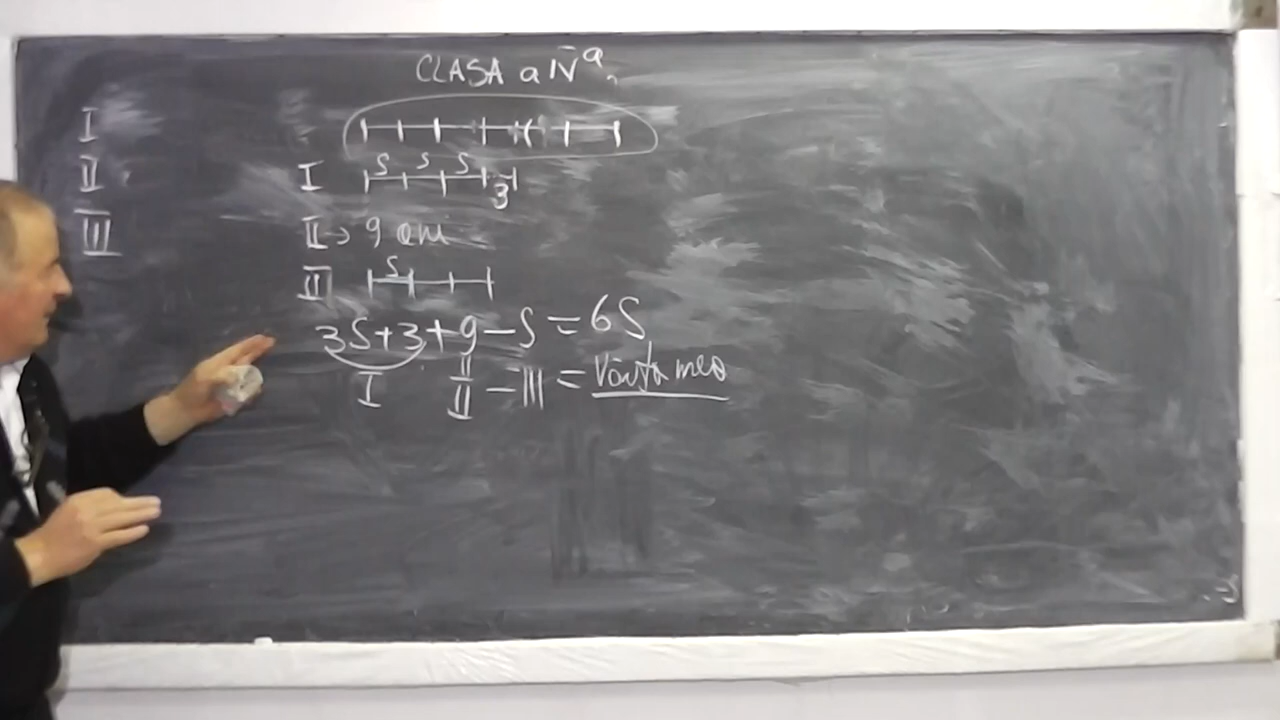 CLASA a IV a
I
II
III
I S S S 3
II → 9 ani
III S
3S+3+9-S=6S
I II - III = Vârsta mea